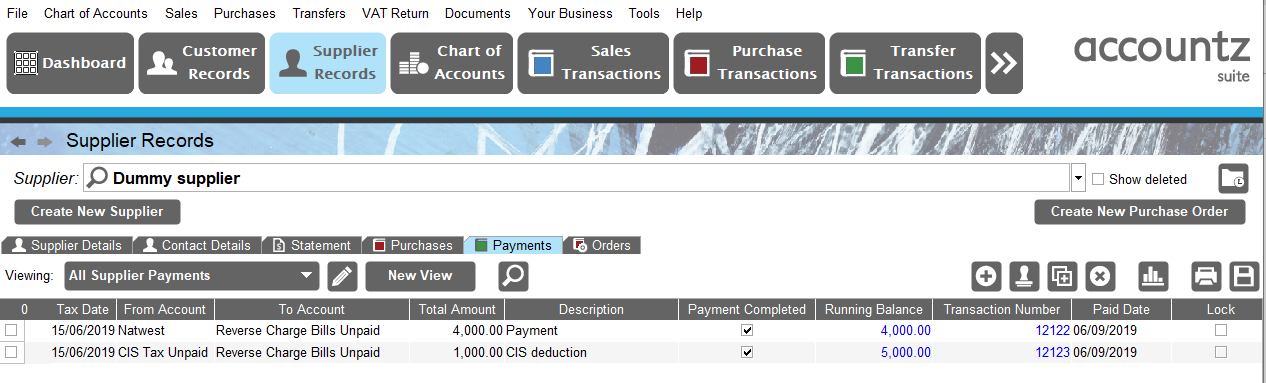 File Chart of Accounts Sales Purchases Transfers VAT Return Documents Your Business Tools Help
Dashboard
Customer Records
Supplier Records
Chart of Accounts
Sales Transactions
Purchase Transactions
Transfer Transactions
accountz
suite
Supplier Records
Supplier: Dummy supplier Show deleted
Create New Supplier Create New Purchase Order
Supplier Details Contact Details Statement Purchases Payments Orders
Viewing: All Supplier Payments New View
0 Tax Date From Account To Account Total Amount Description Payment Completed Running Balance Transaction Number Paid Date Lock
15/06/2019 Natwest Reverse Charge Bills Unpaid 4,000.00 Payment 4,000.00 12122 06/09/2019
15/06/2019 CIS Tax Unpaid Reverse Charge Bills Unpaid 1,000.00 CIS deduction 5,000.00 12123 06/09/2019